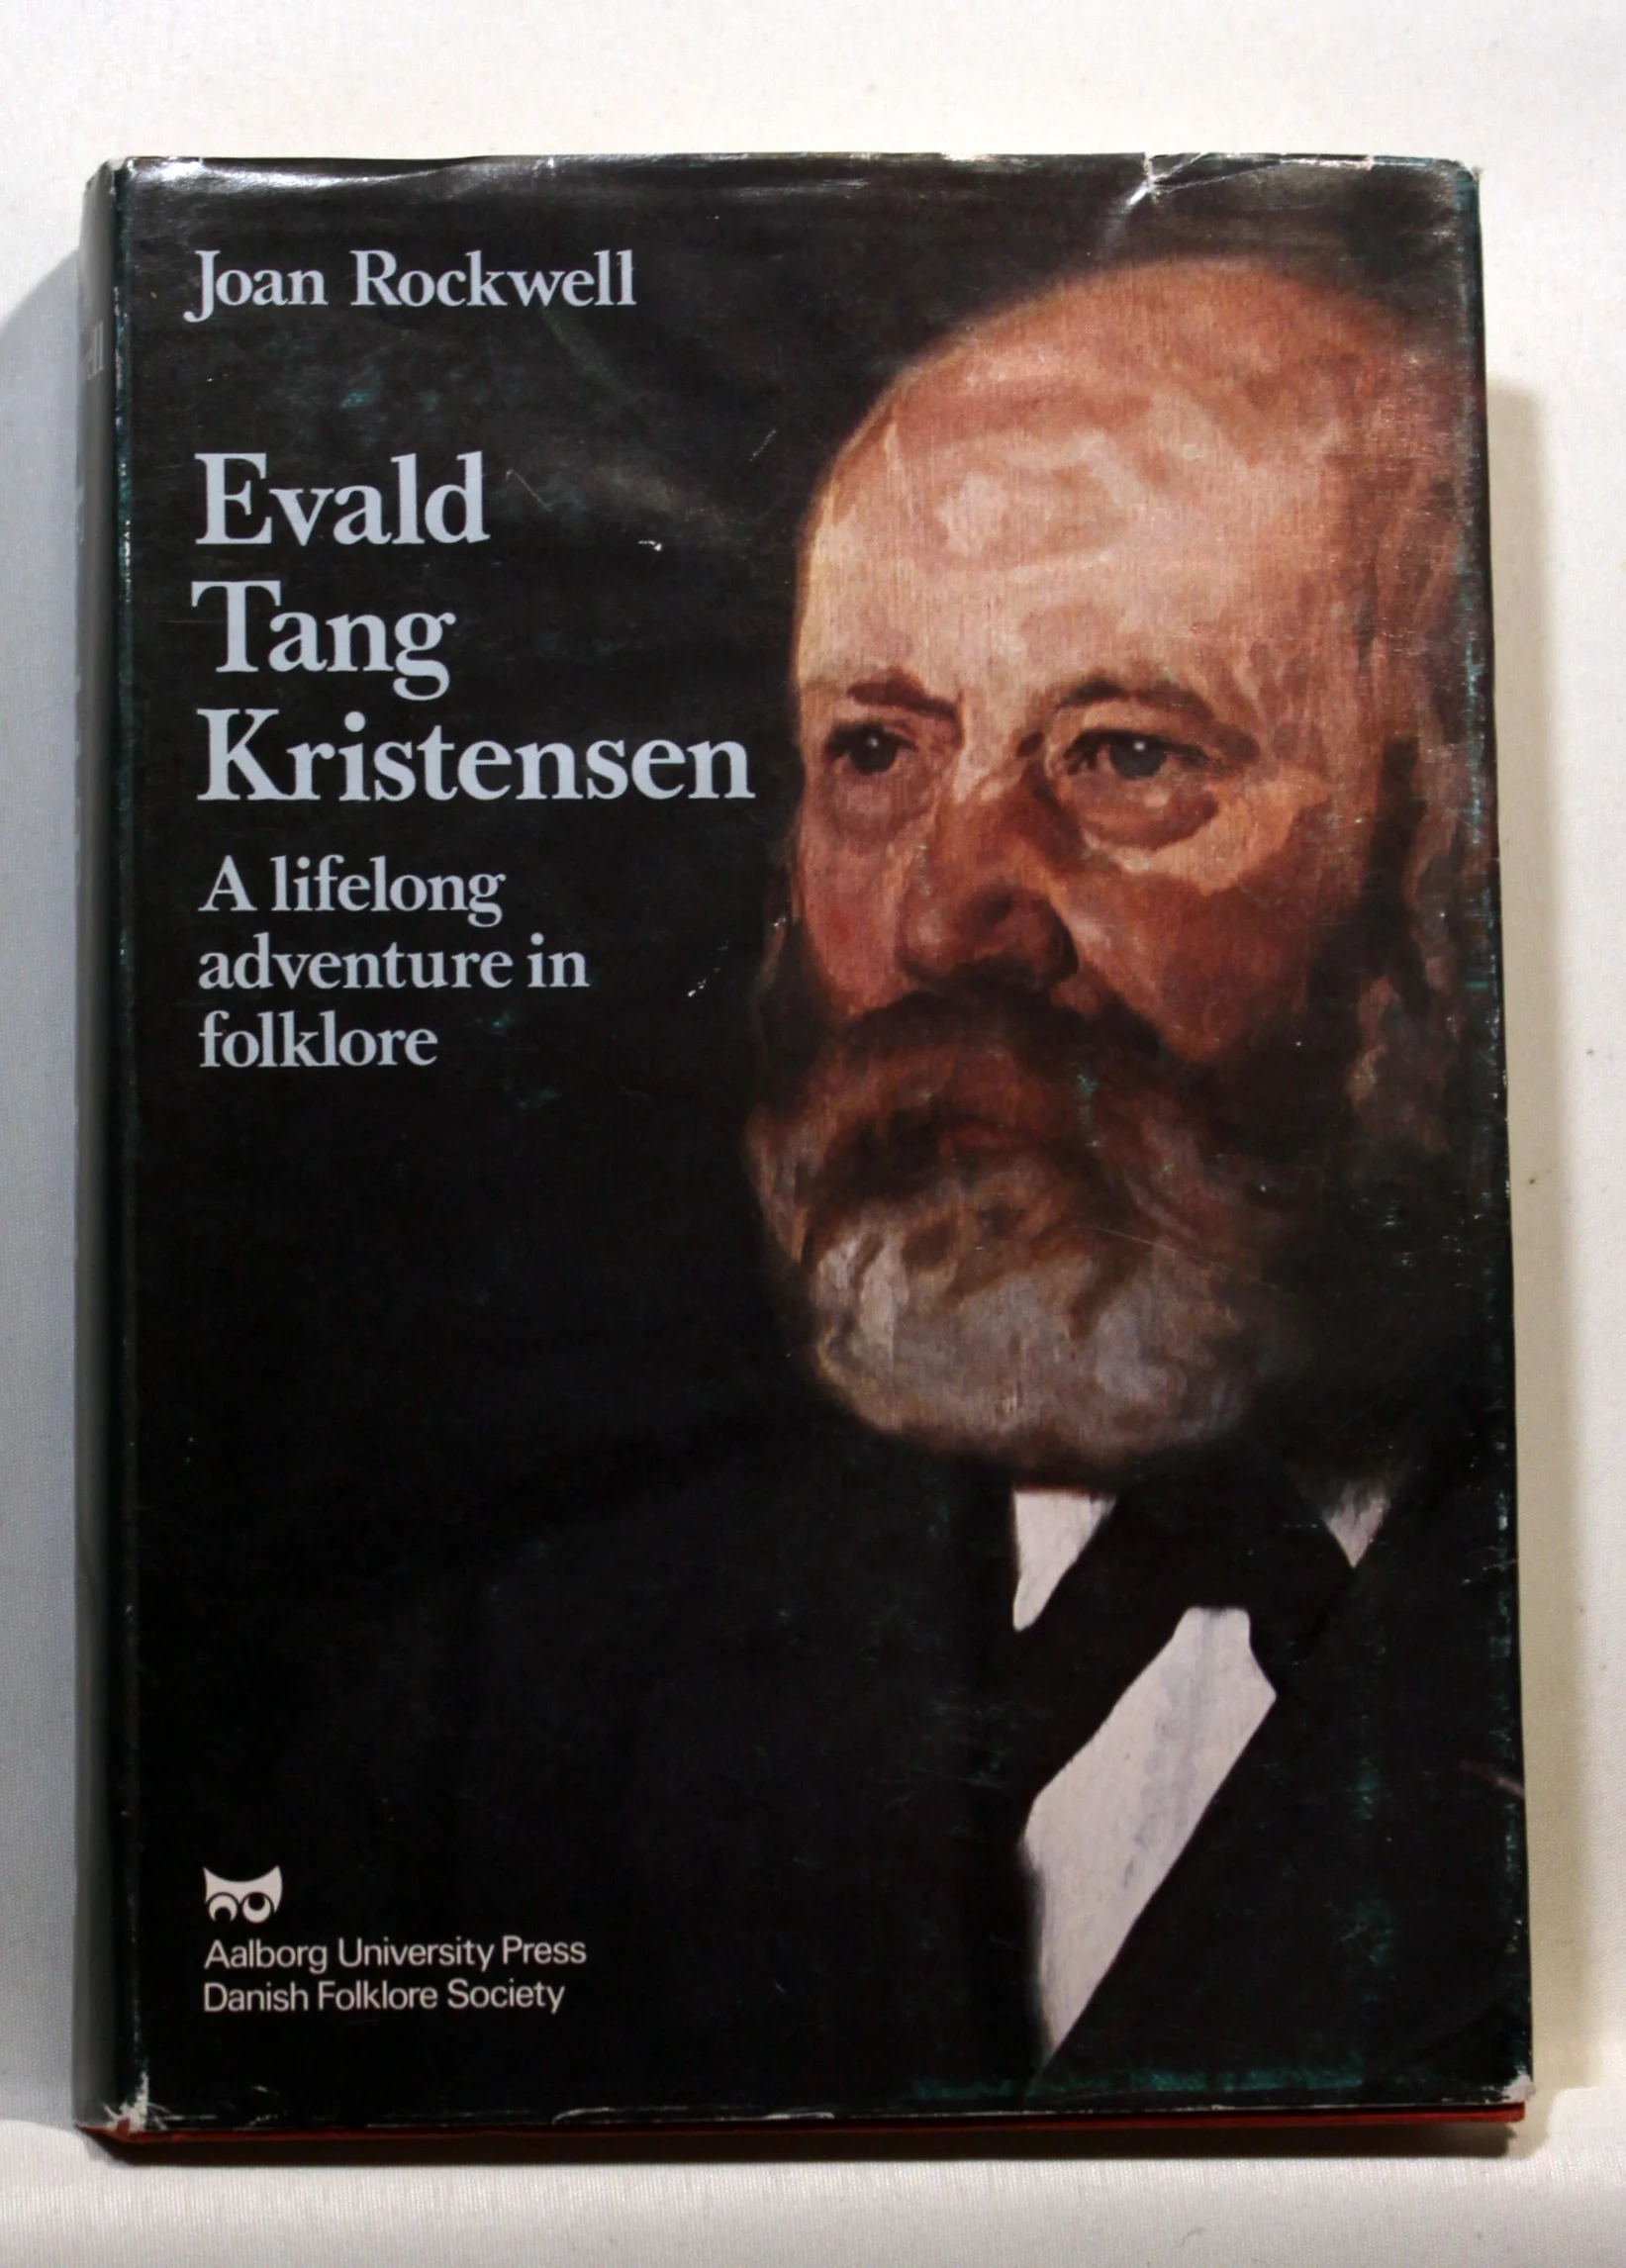 Joan Rockwell
Evald
Tang
Kristensen
A lifelong
adventure in
folklore
Aalborg University Press
Danish Folklore Society